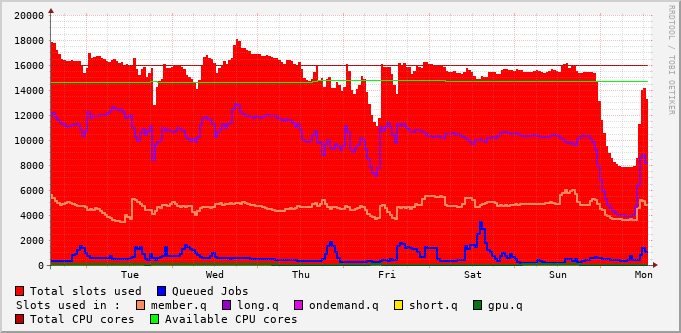 RRDTOOL / TOBI OETIKER
20000
18000
16000
14000
12000
10000
8000
6000
4000
2000
0
Tue Wed Thu Fri Sat Sun Mon
Total slots used Queued Jobs
Slots used in : member.q long.q ondemand.q short.q gpu.q
Total CPU cores Available CPU cores